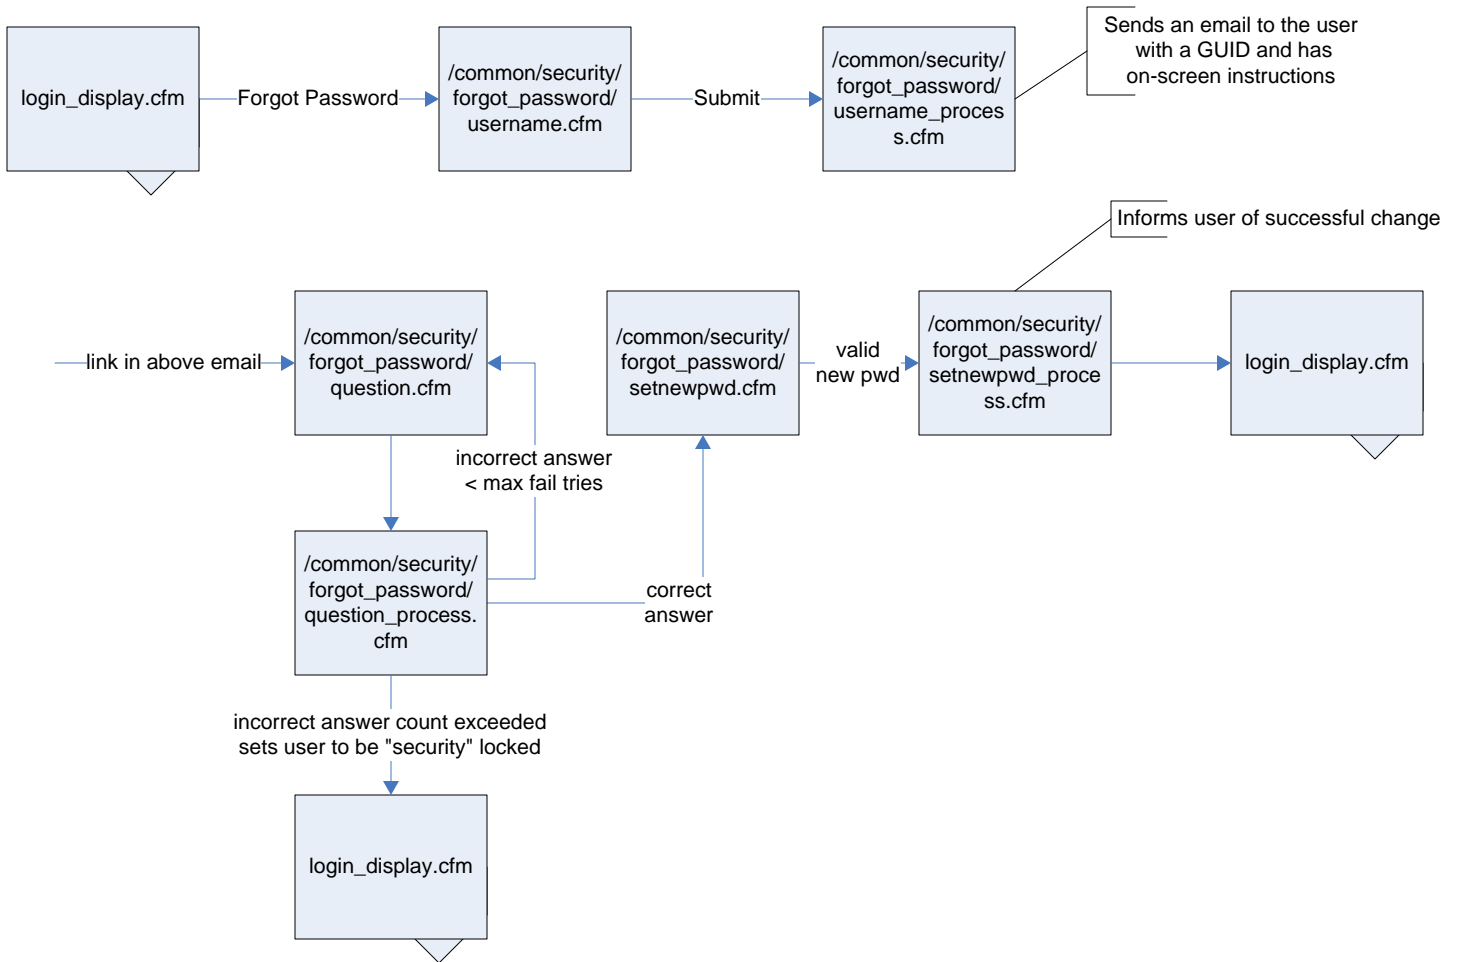 login_display.cfm
Forgot Password
/common/security/
forgot_password/
username.cfm
Submit
/common/security/
forgot_password/
username_proces
s.cfm
Sends an email to the user
with a GUID and has
on-screen instructions
Informs user of successful change
link in above email
/common/security/
forgot_password/
question.cfm
/common/security/
forgot_password/
setnewpwd.cfm
valid
new pwd
/common/security/
forgot_password/
setnewpwd_proce
ss.cfm
login_display.cfm
incorrect answer
< max fail tries
/common/security/
forgot_password/
question_process.
cfm
correct
answer
incorrect answer count exceeded
sets user to be "security" locked
login_display.cfm